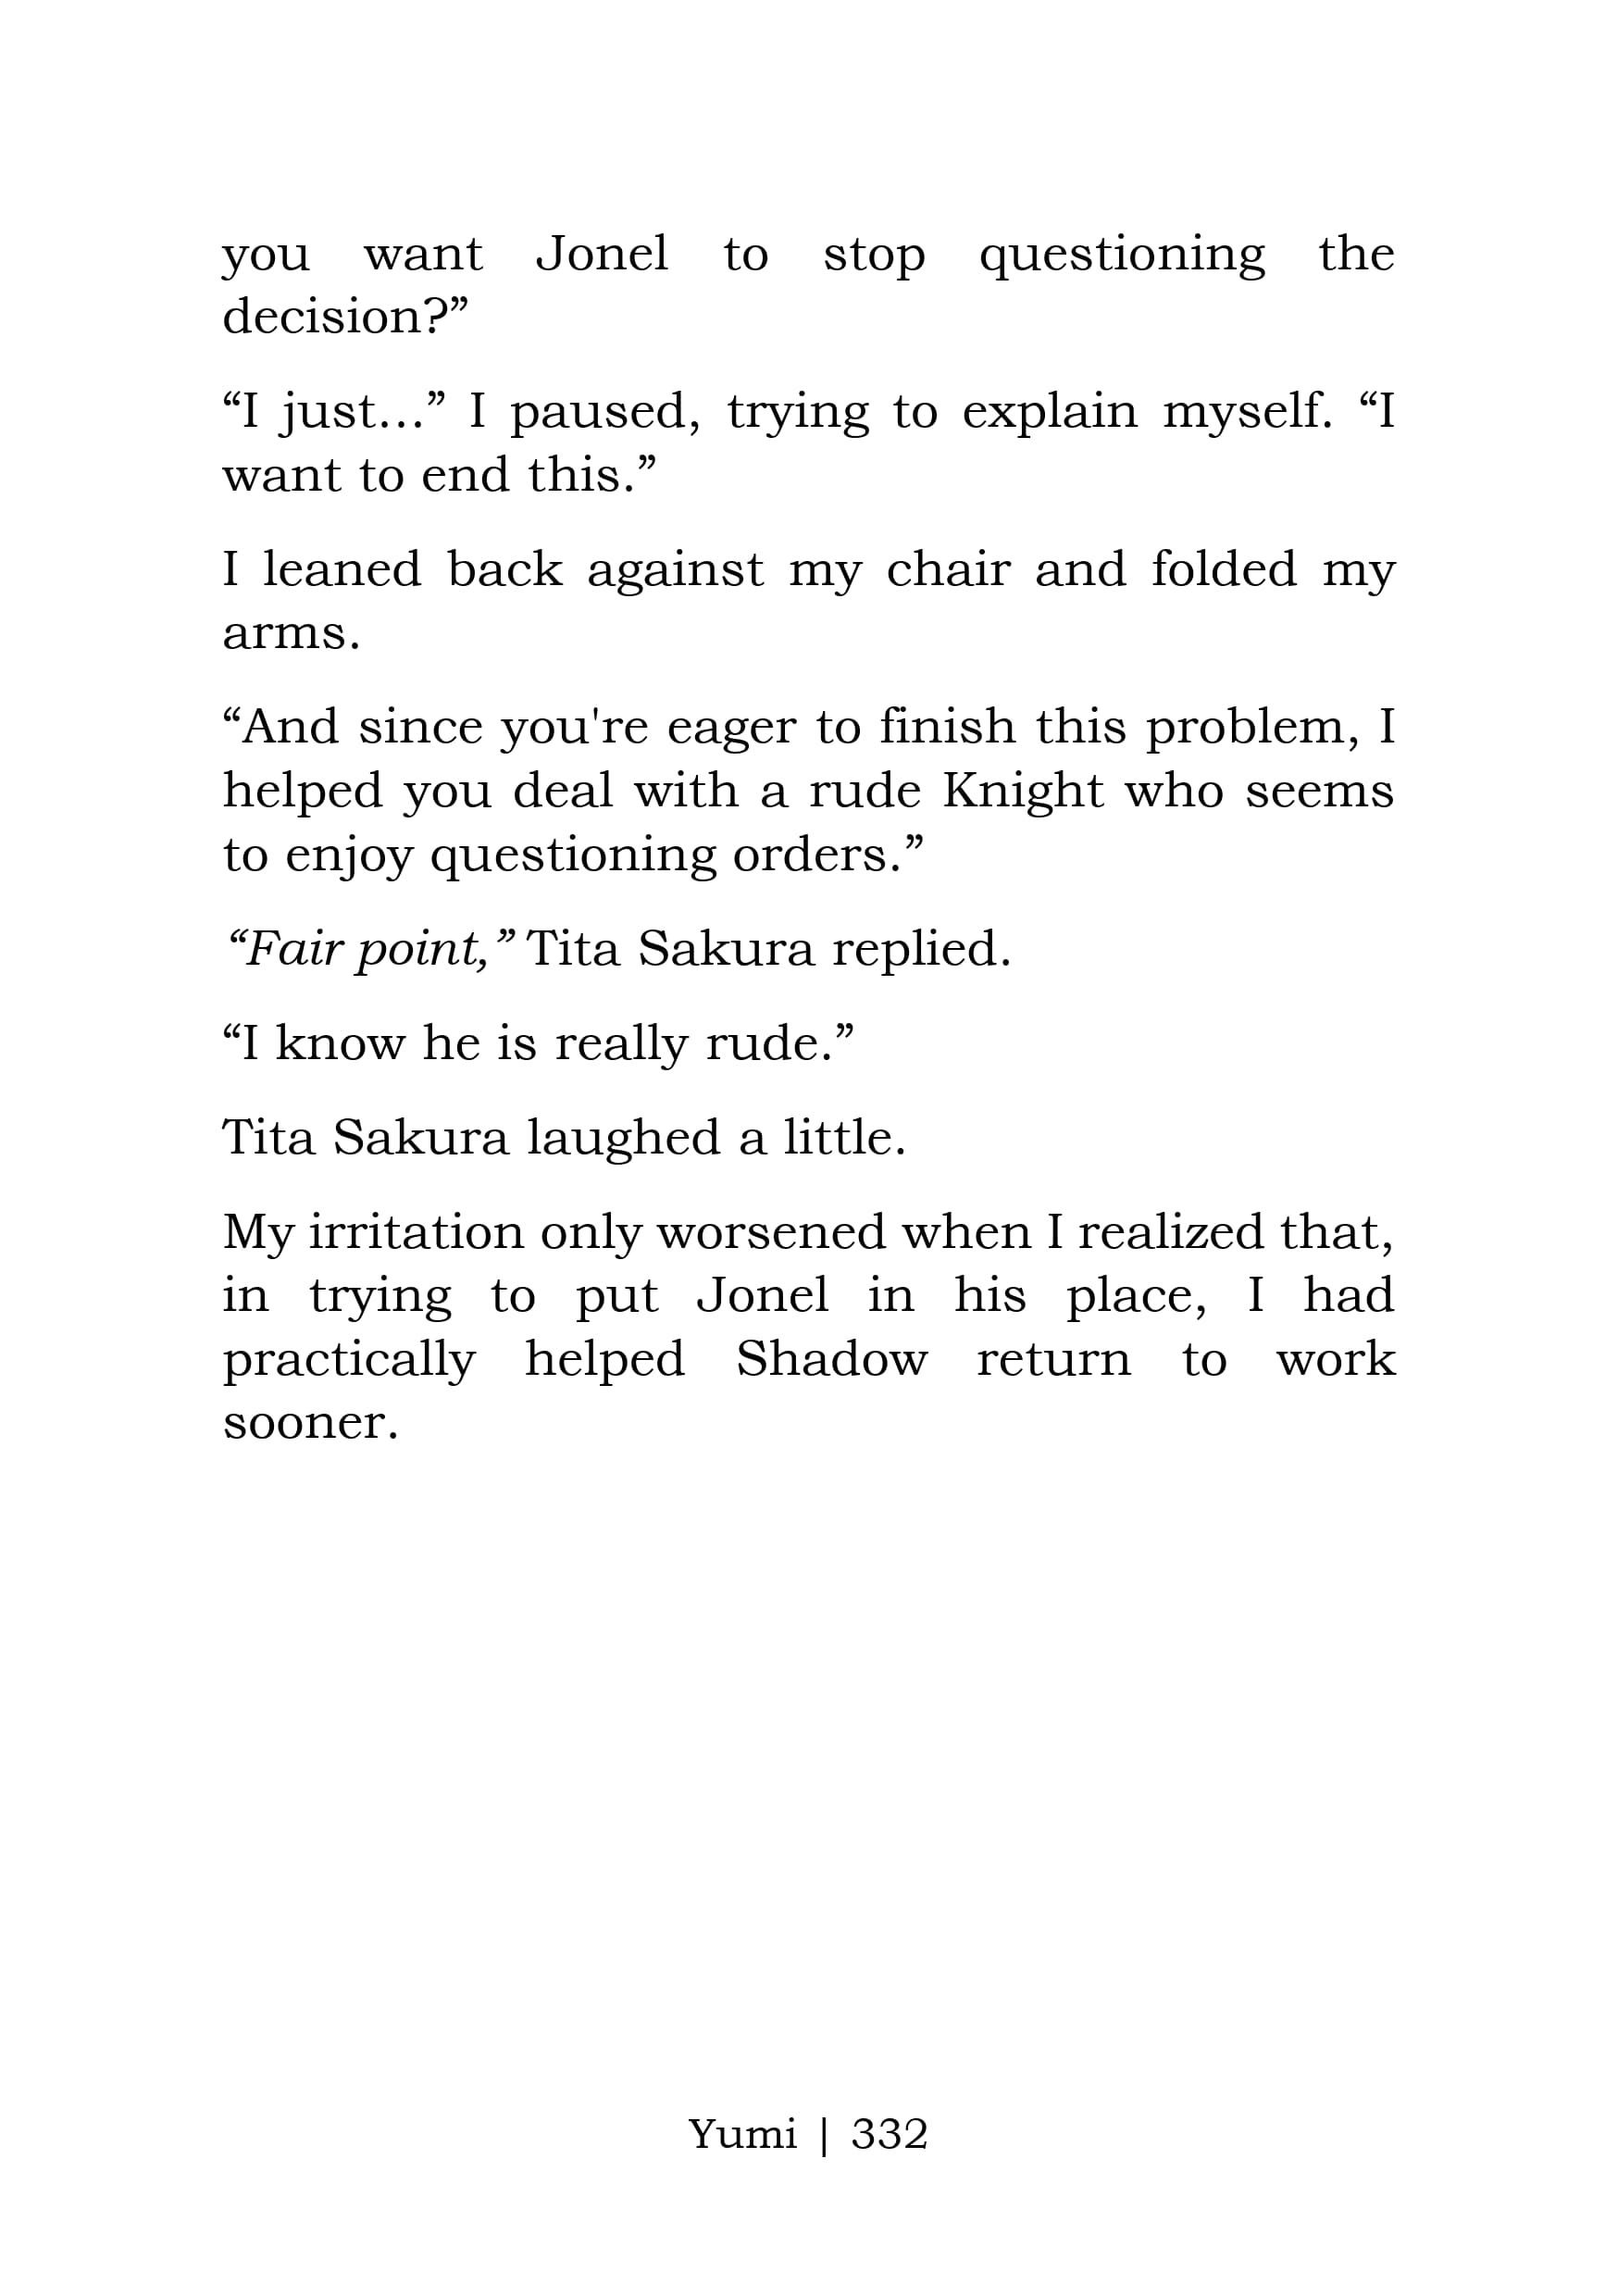 you want Jonel to stop questioning the
decision?”
“I just...” I paused, trying to explain myself. “I
want to end this.”
I leaned back against my chair and folded my
arms.
“And since you're eager to finish this problem, I
helped you deal with a rude Knight who seems
to enjoy questioning orders.”
“Fair point,” Tita Sakura replied.
“I know he is really rude.”
Tita Sakura laughed a little.
My irritation only worsened when I realized that,
in trying to put Jonel in his place, I had
practically helped Shadow return to work
sooner.
Yumi | 332